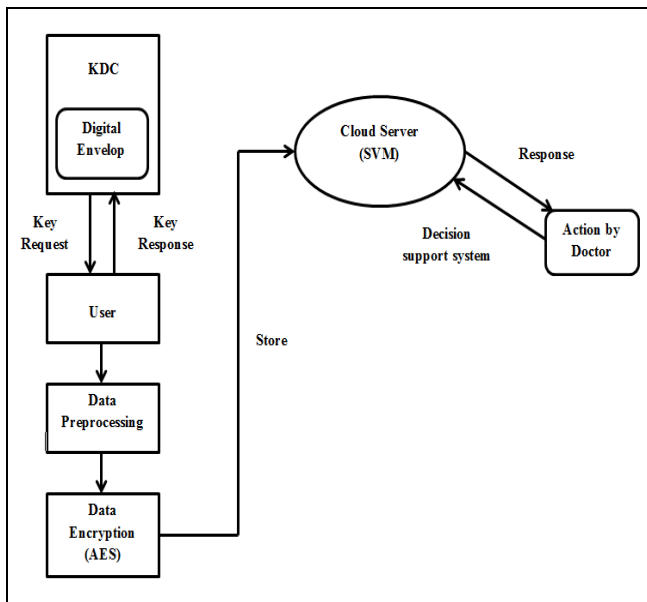 KDC
Digital
Envelop
Key
Request
Key
Response
User
Data
Preprocessing
Data
Encryption
(AES)
Store
Cloud Server
(SVM)
Response
Decision
support system
Action by
Doctor